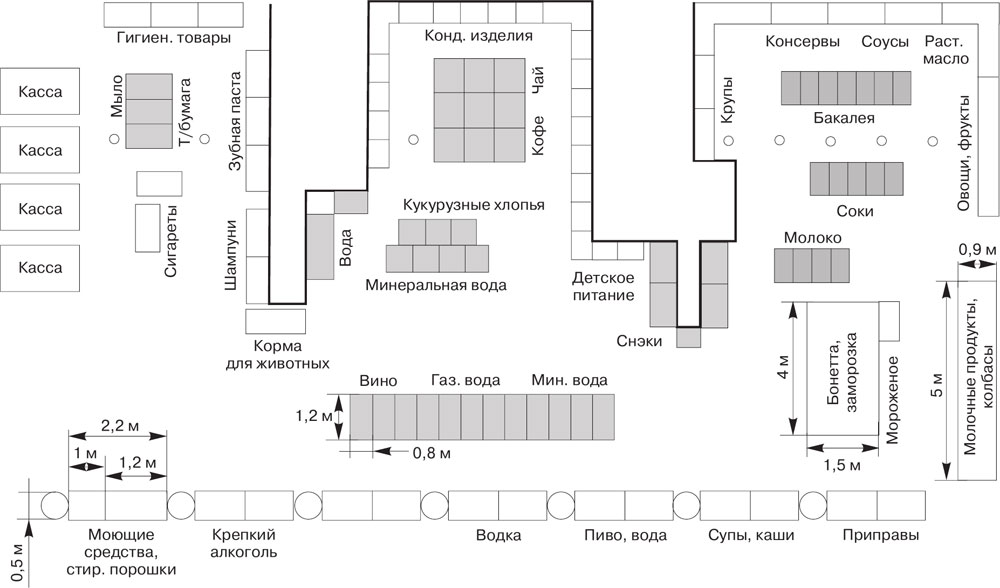 Гигиен. товары
Касса
Касса
Касса
Касса
Мыло
Т/бумага
Сигареты
Зубная паста
Шампуни
Корма
для животных
Вода
Конд. изделия
Чай
Кофе
Кукурузные хлопья
Минеральная вода
Детское
питание
Снэки
Консервы
Соусы
Раст.
масло
Крупы
Бакалея
Овощи, фрукты
Соки
Молоко
0,9 м
4 м
Бонетта,
заморозка
Мороженое
1,5 м
5 м
Молочные продукты,
колбасы
Вино
Газ. вода
Мин. вода
1,2 м
0,8 м
2,2 м
1 м
1,2 м
0,5 м
Моющие
средства,
стир. порошки
Крепкий
алкоголь
Водка
Пиво, вода
Супы, каши
Приправы